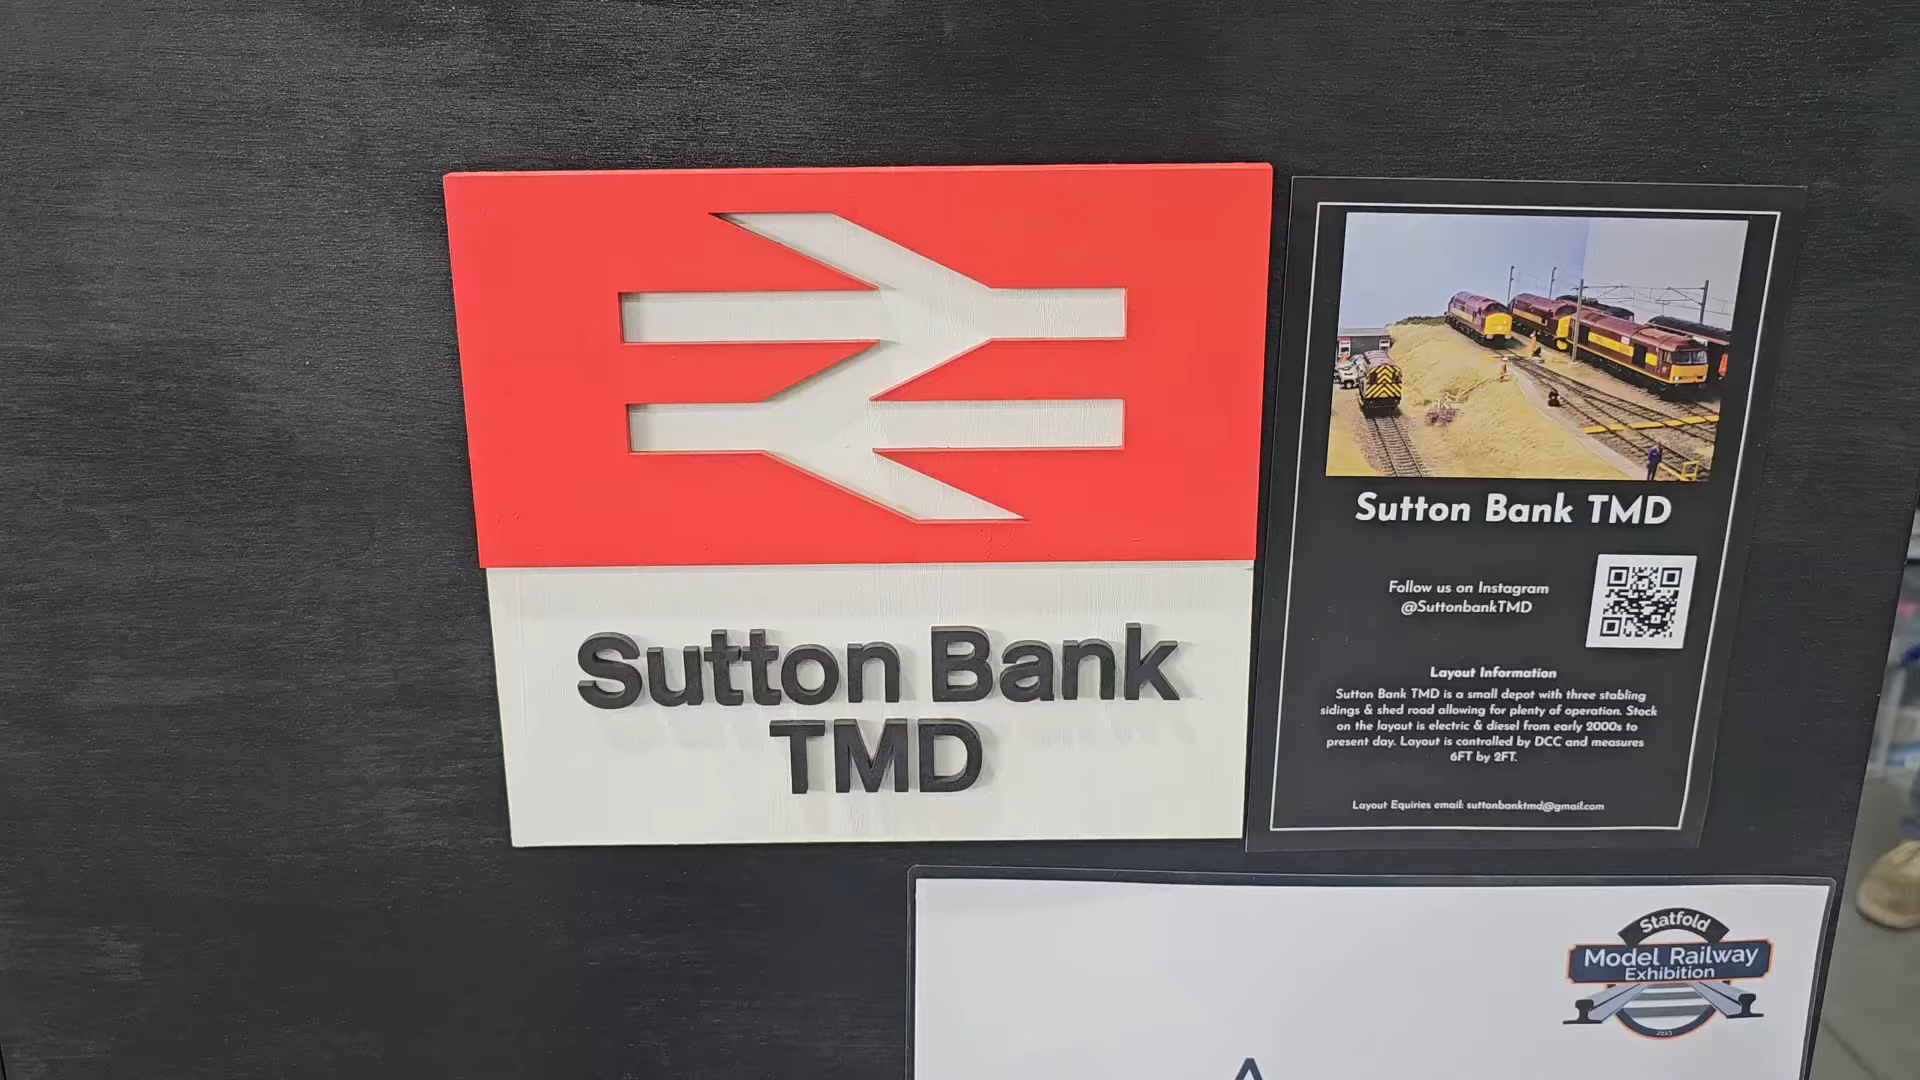 Sutton Bank
TMD
Sutton Bank TMD
Follow us on Instagram
@SuttonbankTMD
Layout Information
Sutton Bank TMD is a small depot with three stabling
sidings & shed road allowing for plenty of operation. Stock
on the layout is electric & diesel from early 2000s to
present day. Layout is controlled by DCC and measures
6FT by 2FT.
Layout Equiries email: suttonbanktmd@gmail.com
Statfold
Model Railway
Exhibition